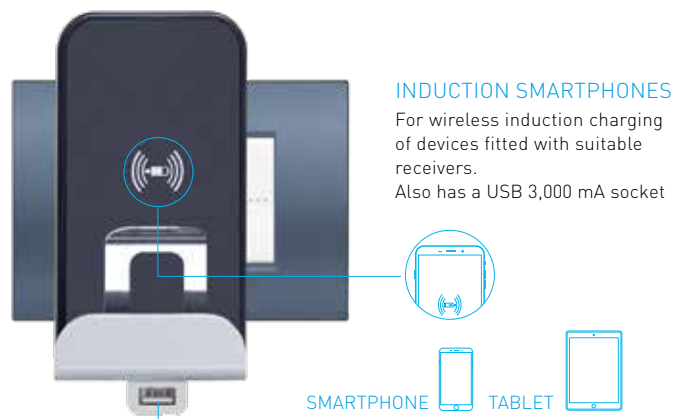 INDUCTION SMARTPHONES
For wireless induction charging
of devices fitted with suitable
receivers.
Also has a USB 3,000 mA socket
SMARTPHONE
TABLET